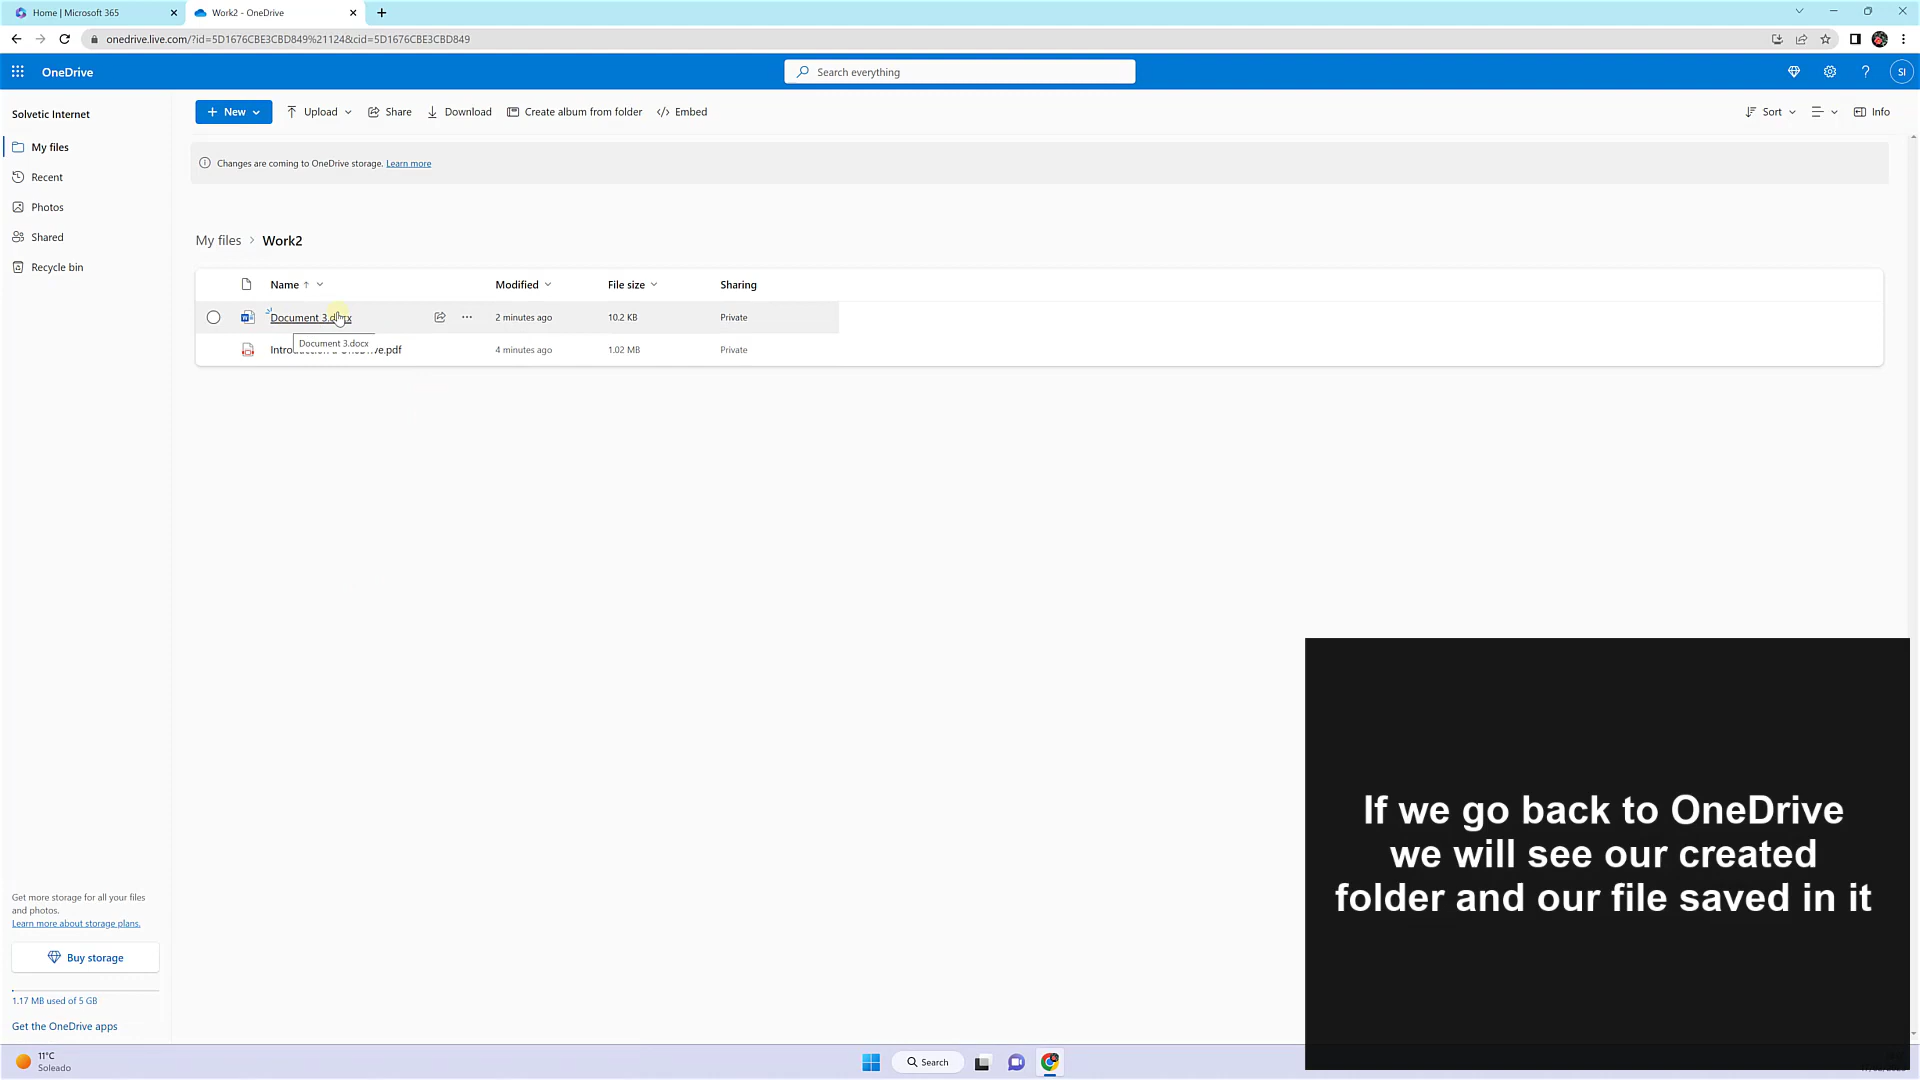 Home | Microsoft 365
Work2 - OneDrive
onedrive.live.com/?id=5D1676CBE3CBD849%21124&cid=5D1676CBE3CBD849
OneDrive
Search everything
SI
Solvetic Internet
My files
Recent
Photos
Shared
Recycle bin
New
Upload
Share
Download
Create album from folder
Embed
Sort
Info
Changes are coming to OneDrive storage. Learn more
My files > Work2
Name Modified File size Sharing
Document 3.docx 2 minutes ago 10.2 KB Private
Document 3.docx
4 minutes ago 1.02 MB Private
Get more storage for all your files
and photos.
Learn more about storage plans.
Buy storage
1.17 MB used of 5 GB
Get the OneDrive apps
11°C
Soleado
Search
If we go back to OneDrive
we will see our created
folder and our file saved in it